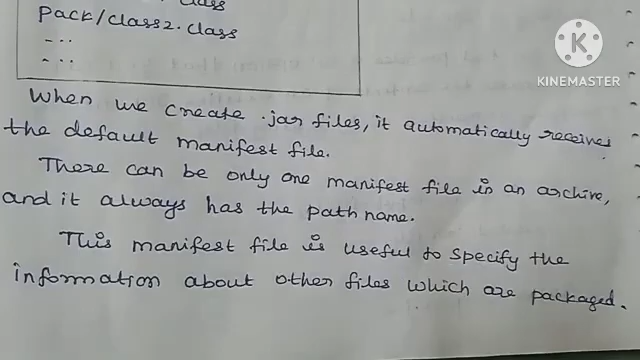 Pack/class2.class
...
...
When we create .jar files, it automatically receives
the default manifest file.
There can be only one manifest file in an archive,
and it always has the path name.
This manifest file is useful to specify the
information about other files which are packaged.
KINEMASTER